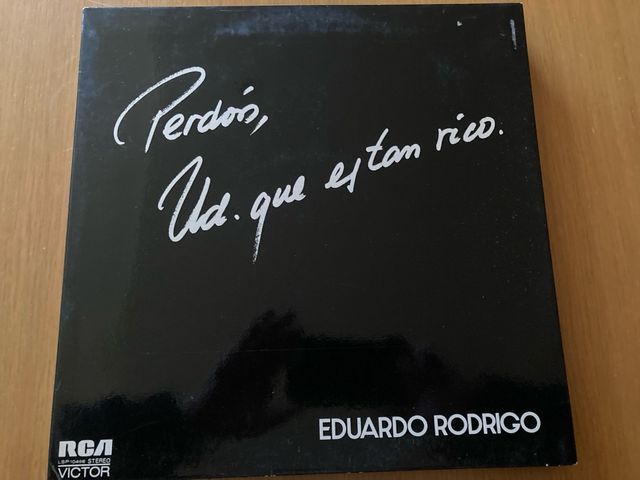 Perdón,
Ud. que es tan rico.
EDUARDO RODRIGO
RCA
STEREO
VICTOR